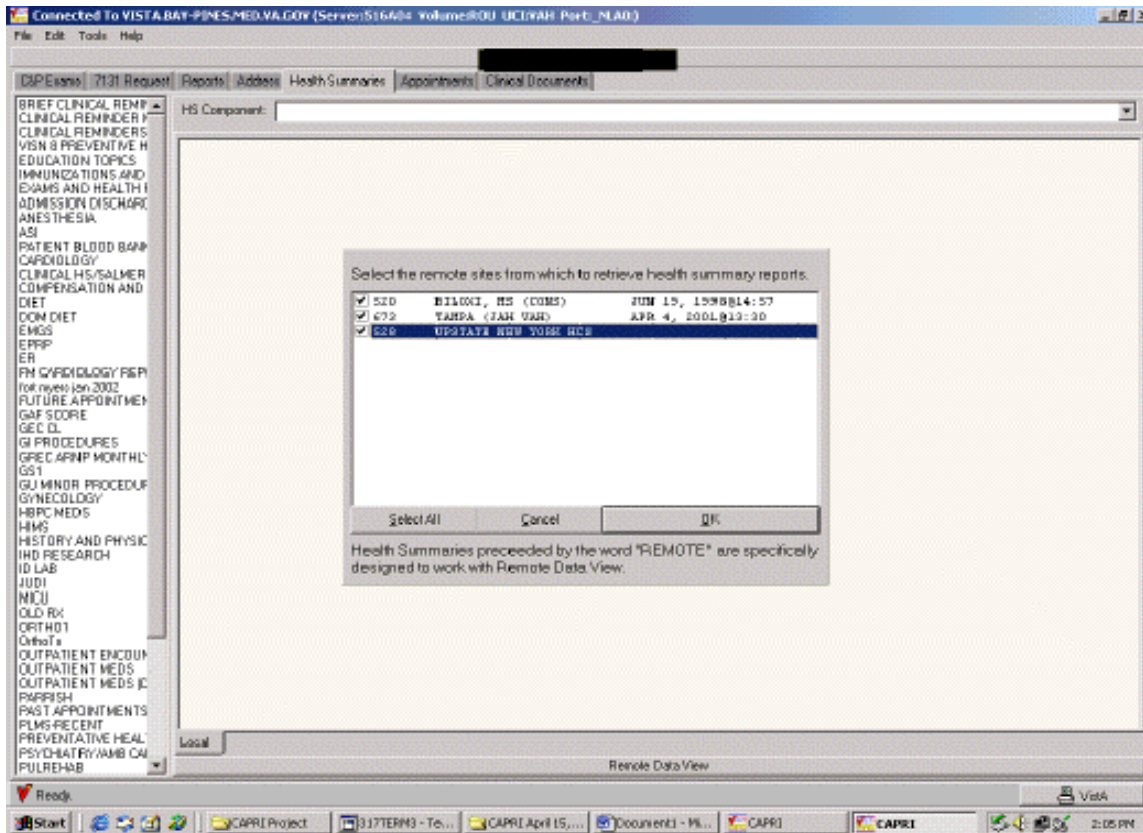 Connected To VISTA.BAY-PINES.MED.VA.GOV (Server:516A04 Volume:ROU UCI:VAH Port:_NLA0:)
File Edit Tools Help
C&P Exams 7131 Request Reports Address Health Summaries Appointments Clinical Documents
HS Component:
BRIEF CLINICAL REMIN
CLINICAL REMINDER
CLINICAL REMINDERS
VISN 8 PREVENTIVE H
EDUCATION TOPICS
IMMUNIZATIONS AND
EXAMS AND HEALTH
ADMISSION DISCHARG
ANESTHESIA
ASI
PATIENT BLOOD BANK
CARDIOLOGY
CLINICAL HS/SALMER
COMPENSATION AND
DIET
DOM DIET
EMGS
EPRP
ER
FM CARDIOLOGY REP
fort myers jan 2002
FUTURE APPOINTMEN
GAF SCORE
GEC CL
GI PROCEDURES
GREC ARNP MONTHLY
GS1
GU MINOR PROCEDUR
GYNECOLOGY
HBPC MEDS
HIMS
HISTORY AND PHYSIC
IHD RESEARCH
ID LAB
JUDI
MICU
OLD RX
ORTHO1
OrthoTa
OUTPATIENT ENCOUN
OUTPATIENT MEDS
OUTPATIENT MEDS (D
PARRISH
PAST APPOINTMENTS
PLMS-RECENT
PREVENTATIVE HEAL
PSYCHIATRY/AMB CA
PULREHAB
Select the remote sites from which to retrieve health summary reports.
520 BILOXI, MS (CONS) JUN 19, 1998@14:57
673 TAMPA (JAH VAH) APR 4, 2001@13:30
528 UPSTATE NEW YORK HCS
Select All Cancel OK
Health Summaries preceeded by the word "REMOTE" are specifically
designed to work with Remote Data View.
Local
Remote Data View
Ready. VistA
Start CAPRI Project 317TERM3 - Te... CAPRI April 15,... Document1 - Mi... CAPRI CAPRI 2:05 PM